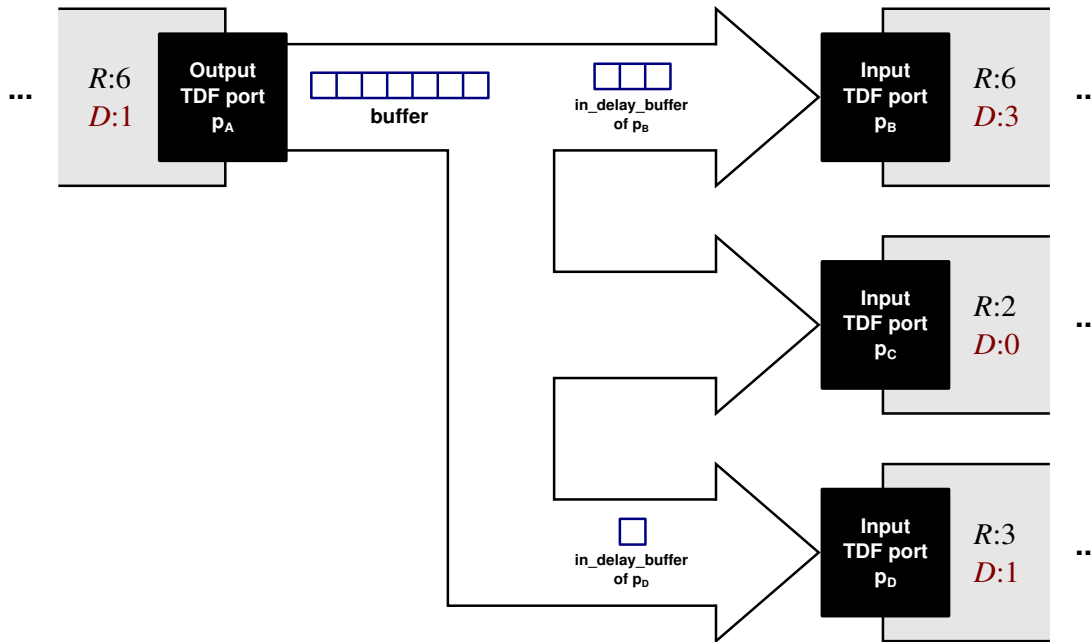 ...
R:6
D:1
Output
TDF port
pA
buffer
in_delay_buffer
of pB
Input
TDF port
pB
R:6
D:3
...
Input
TDF port
pC
R:2
D:0
...
in_delay_buffer
of pD
Input
TDF port
pD
R:3
D:1
...